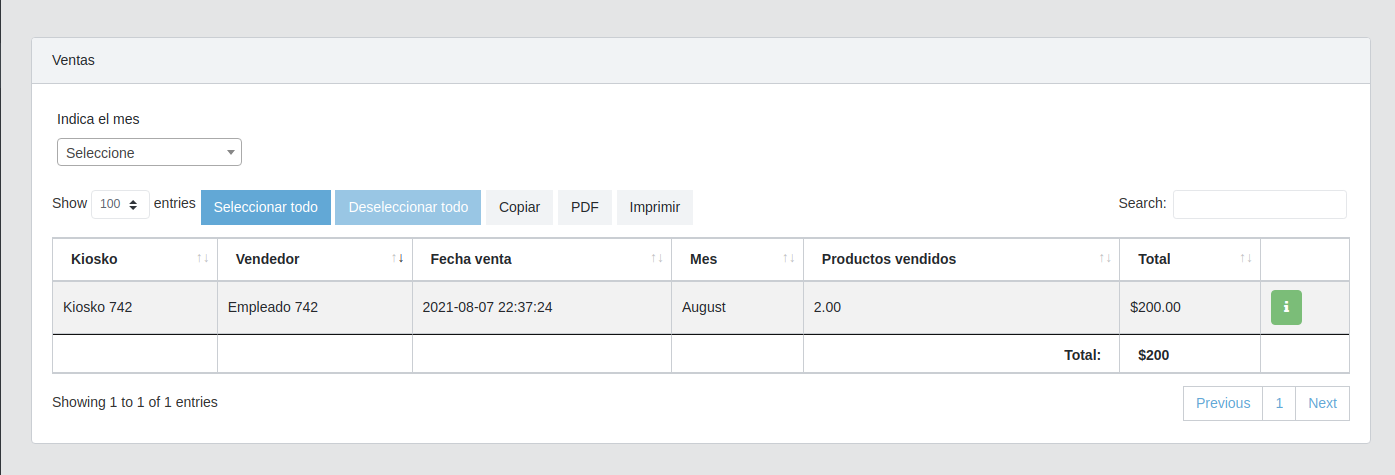 Ventas
Indica el mes
Seleccione
Show 100 entries Seleccionar todo Deseleccionar todo Copiar PDF Imprimir Search:
Kiosko Vendedor Fecha venta Mes Productos vendidos Total
Kiosko 742 Empleado 742 2021-08-07 22:37:24 August 2.00 $200.00
Total: $200
Showing 1 to 1 of 1 entries Previous 1 Next